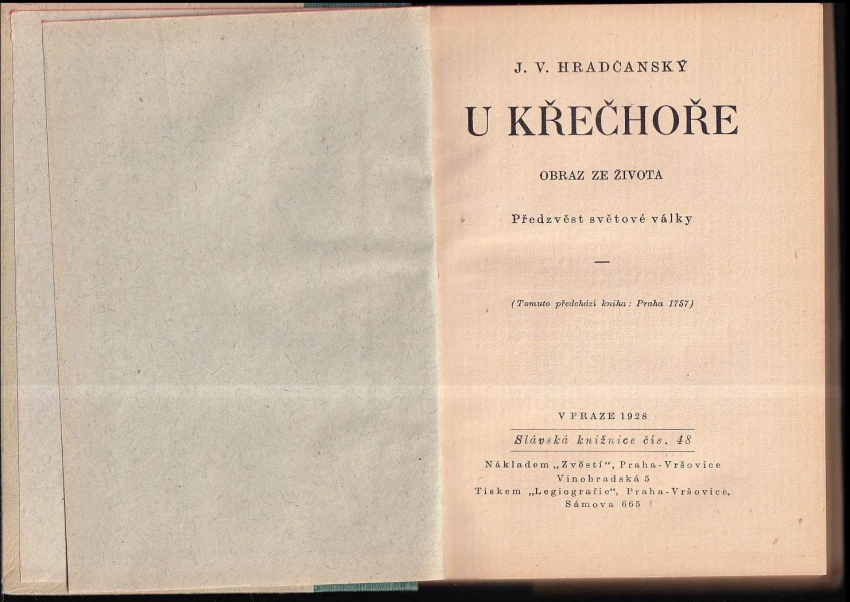 J. V. HRADČANSKÝ
U KŘEČHOŘE
OBRAZ ZE ŽIVOTA
Předzvěst světové války
(Tomuto předchází kniha: Praha 1757)
V PRAZE 1928
Slávská knižnice čís. 48
Nákladem „Zvěstí“, Praha-Vršovice
Vinohradská 5
Tiskem „Legiografie“, Praha-Vršovice,
Sámova 665